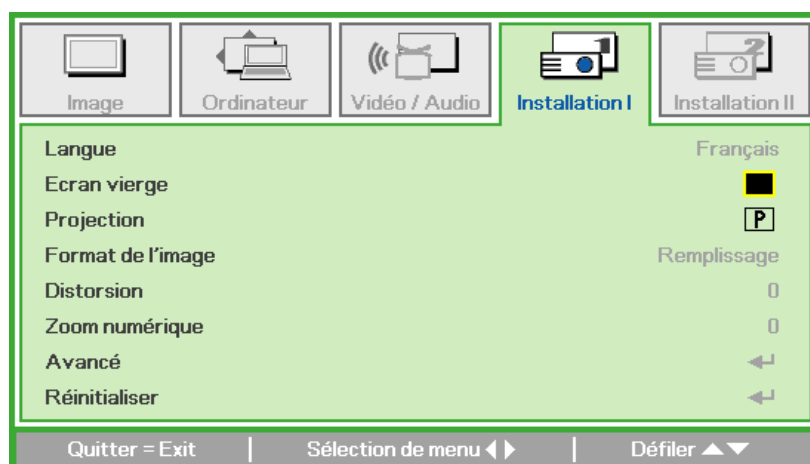 Image Ordinateur Vidéo / Audio Installation I Installation II
Langue Français
Ecran vierge
Projection P
Format de l'image Remplissage
Distorsion 0
Zoom numérique 0
Avancé
Réinitialiser
Quitter = Exit Sélection de menu Défiler